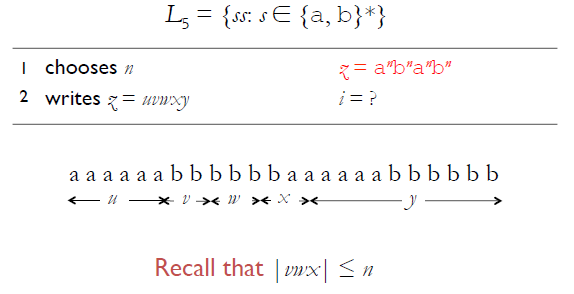 L₅ = {ss: s ∈ {a, b}*}
1 chooses n z = aⁿbⁿaⁿbⁿ
2 writes z = uvwxy i = ?
a a a a a a b b b b b b a a a a a a b b b b b b
u v w x y
Recall that |vwx| ≤ n